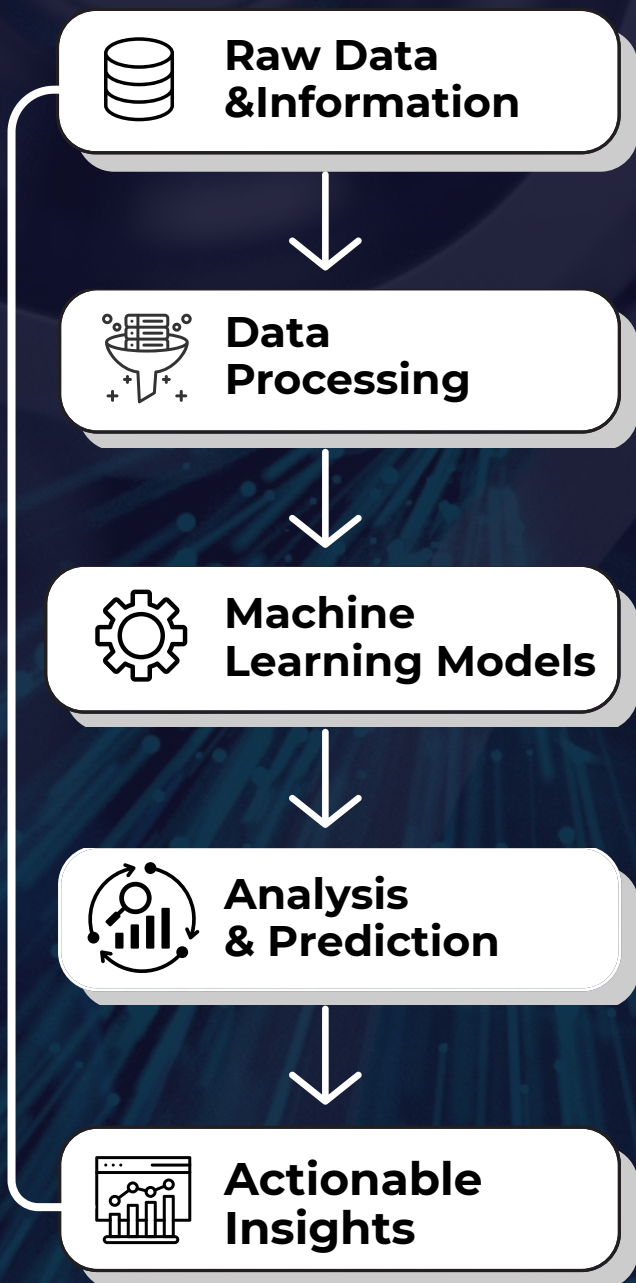 Raw Data
&Information
Data
Processing
Machine
Learning Models
Analysis
& Prediction
Actionable
Insights